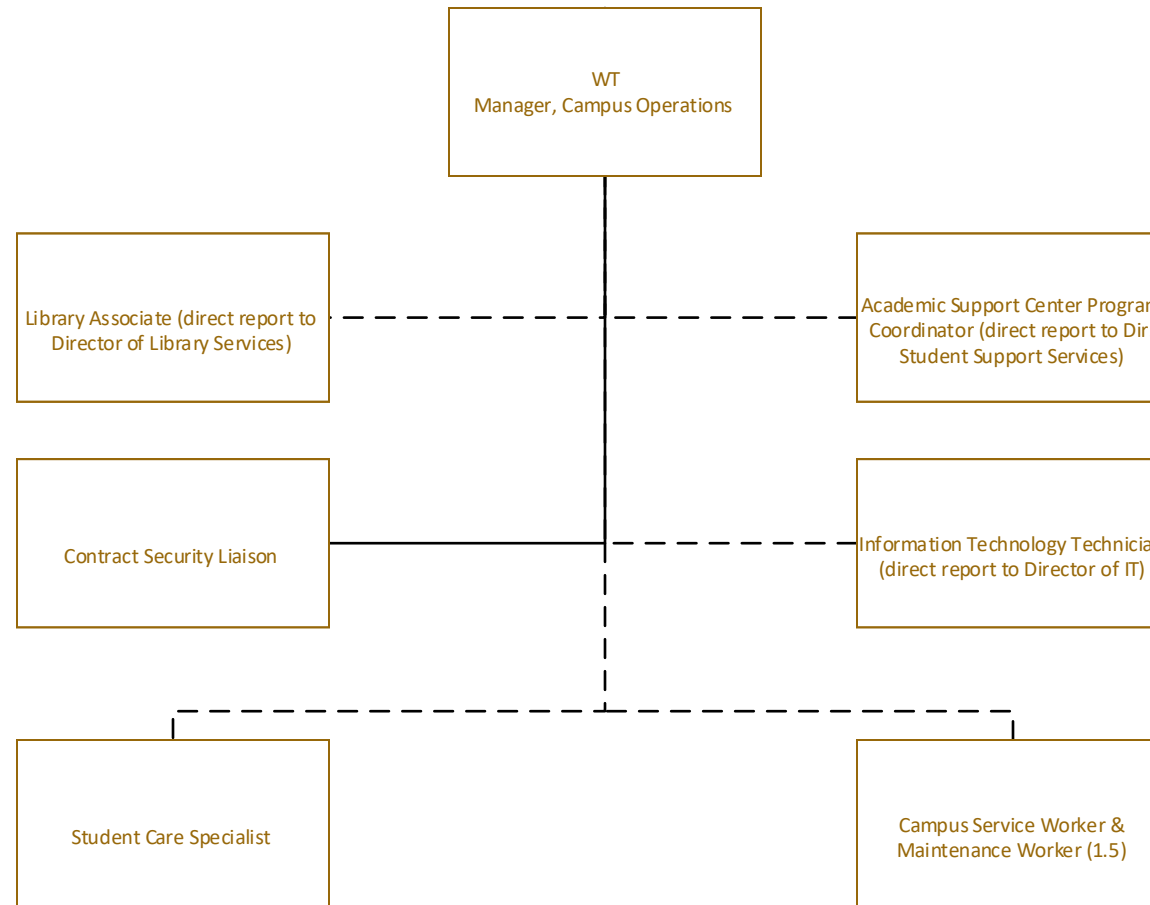 WT
Manager, Campus Operations
Library Associate (direct report to
Director of Library Services)
Academic Support Center Program
Coordinator (direct report to Dir
Student Support Services)
Contract Security Liaison
Information Technology Technician
(direct report to Director of IT)
Student Care Specialist
Campus Service Worker &
Maintenance Worker (1.5)